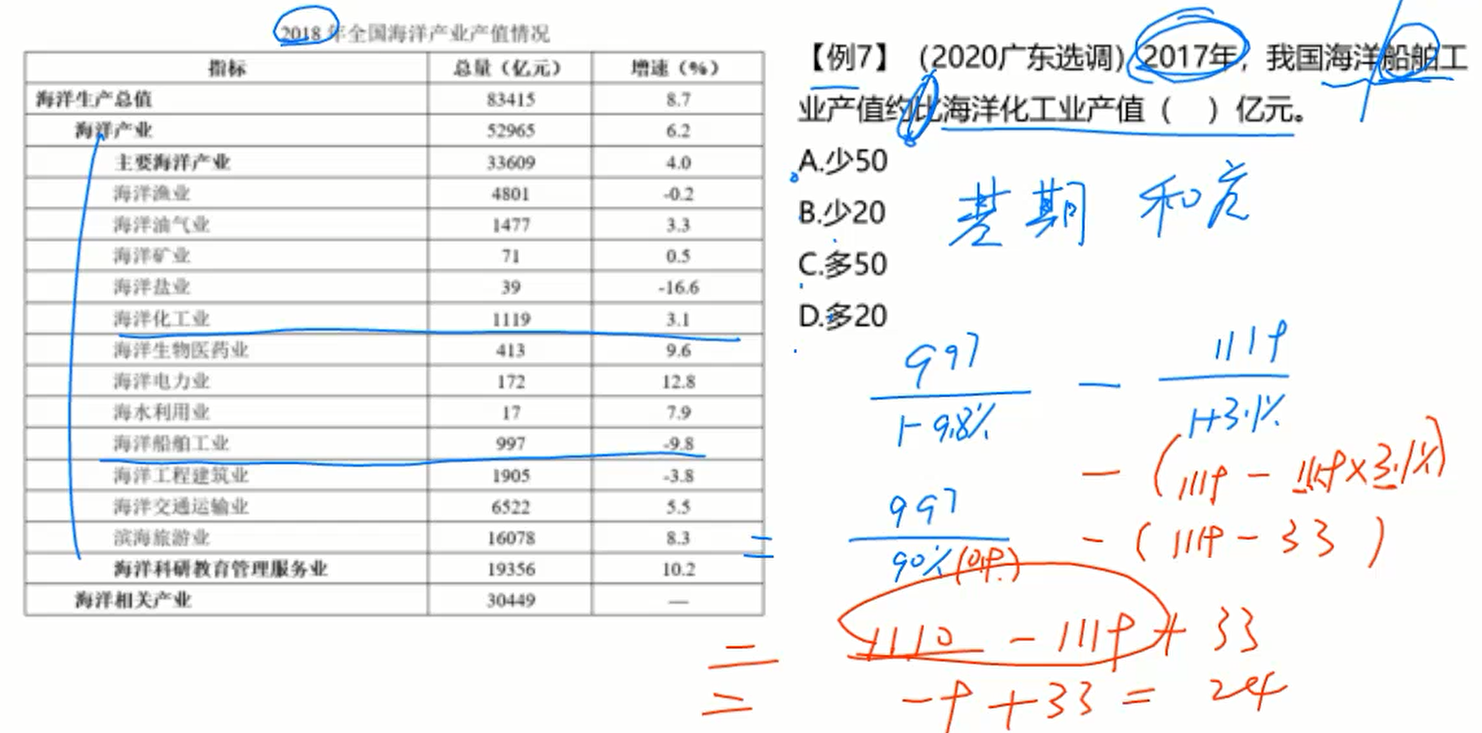 2018年全国海洋产业产值情况
指标 总量（亿元） 增速（%）
海洋生产总值 83415 8.7
海洋产业 52965 6.2
主要海洋产业 33609 4.0
海洋渔业 4801 -0.2
海洋油气业 1477 3.3
海洋矿业 71 0.5
海洋盐业 39 -16.6
海洋化工业 1119 3.1
海洋生物医药业 413 9.6
海洋电力业 172 12.8
海水利用业 17 7.9
海洋船舶工业 997 -9.8
海洋工程建筑业 1905 -3.8
海洋交通运输业 6522 5.5
滨海旅游业 16078 8.3
海洋科研教育管理服务业 19356 10.2
海洋相关产业 30449 —
【例7】（2020广东选调）2017年，我国海洋船舶工
业产值约比海洋化工业产值（ ）亿元。
A.少50
B.少20
C.多50
D.多20
基期 和差
997 / 1-9.8% - 1119 / 1+3.1%
- (1119 - 1119×3.1%)
= 997 / 90%(0.9) - (1119 - 33)
= 1110 - 1119 + 33
= -9 + 33 = 24